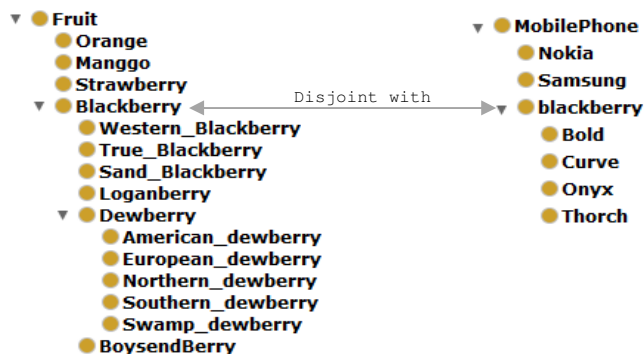 Fruit
Orange
Manggo
Strawberry
Blackberry
Western_Blackberry
True_Blackberry
Sand_Blackberry
Loganberry
Dewberry
American_dewberry
European_dewberry
Northern_dewberry
Southern_dewberry
Swamp_dewberry
BoysendBerry
Disjoint with
MobilePhone
Nokia
Samsung
blackberry
Bold
Curve
Onyx
Thorch